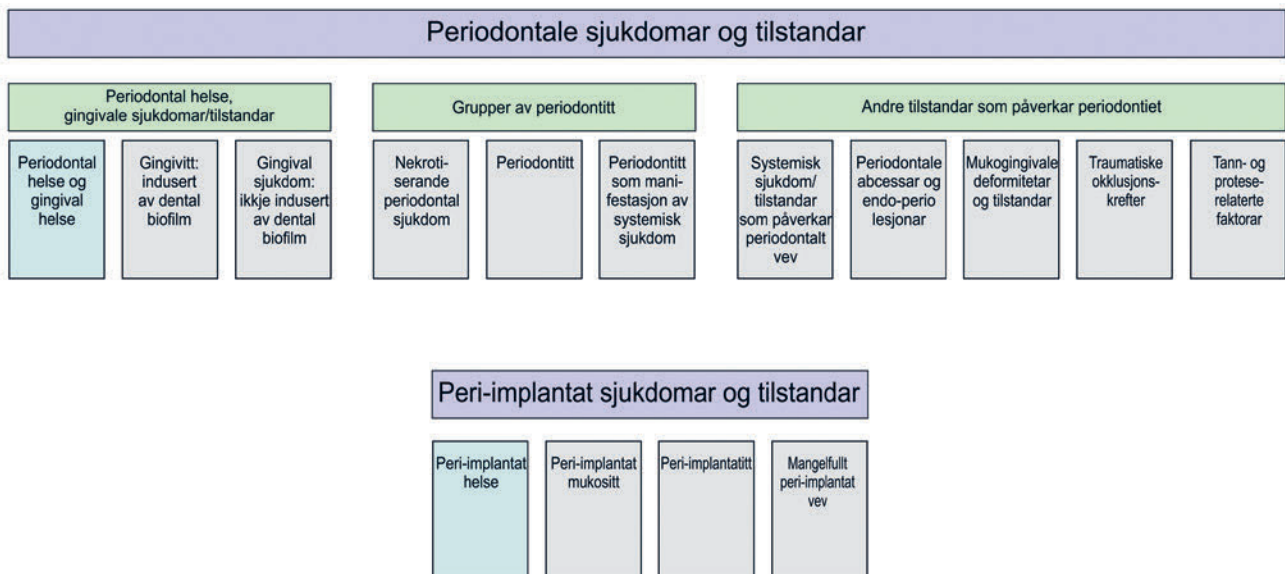 Periodontale sjukdomar og tilstandar
Periodontal helse,
gingivale sjukdomar/tilstandar
Grupper av periodontitt
Andre tilstandar som påverkar periodontiet
Periodontal
helse og
gingival
helse
Gingivitt:
indusert
av dental
biofilm
Gingival
sjukdom:
ikkje indusert
av dental
biofilm
Nekroti-
serande
periodontal
sjukdom
Periodontitt
Periodontitt
som mani-
festasjon av
systemisk
sjukdom
Systemisk
sjukdom/
tilstandar
som påverkar
periodontalt
vev
Periodontale
abcessar og
endo-perio
lesjonar
Mukogingivale
deformitetar
og tilstandar
Traumatiske
okklusjons-
krefter
Tann- og
protese-
relaterte
faktorar
Peri-implantat sjukdomar og tilstandar
Peri-implantat
helse
Peri-implantat
mukositt
Peri-implantatitt
Mangelfullt
peri-implantat
vev